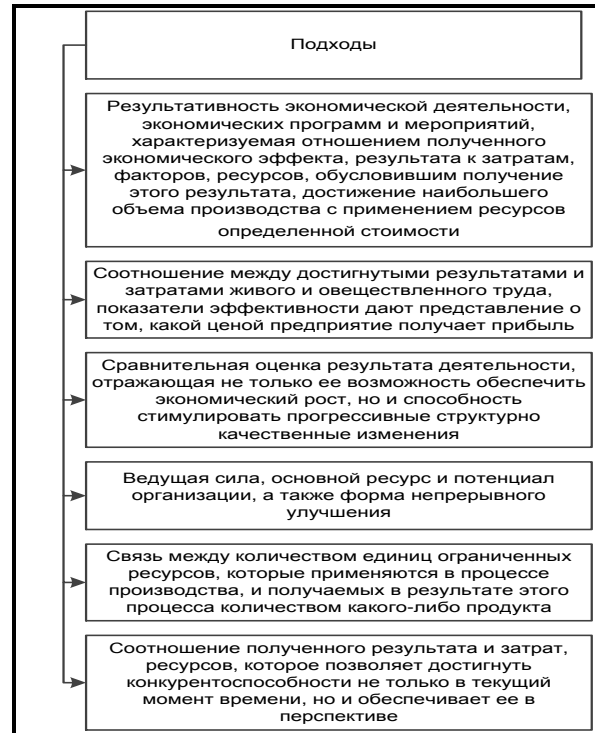 Подходы
Результативность экономической деятельности,
экономических программ и мероприятий,
характеризуемая отношением полученного
экономического эффекта, результата к затратам,
факторов, ресурсов, обусловившим получение
этого результата, достижение наибольшего
объема производства с применением ресурсов
определенной стоимости
Соотношение между достигнутыми результатами и
затратами живого и овеществленного труда,
показатели эффективности дают представление о
том, какой ценой предприятие получает прибыль
Сравнительная оценка результата деятельности,
отражающая не только ее возможность обеспечить
экономический рост, но и способность
стимулировать прогрессивные структурно
качественные изменения
Ведущая сила, основной ресурс и потенциал
организации, а также форма непрерывного
улучшения
Связь между количеством единиц ограниченных
ресурсов, которые применяются в процессе
производства, и получаемых в результате этого
процесса количеством какого-либо продукта
Соотношение полученного результата и затрат,
ресурсов, которое позволяет достигнуть
конкурентоспособности не только в текущий
момент времени, но и обеспечивает ее в
перспективе